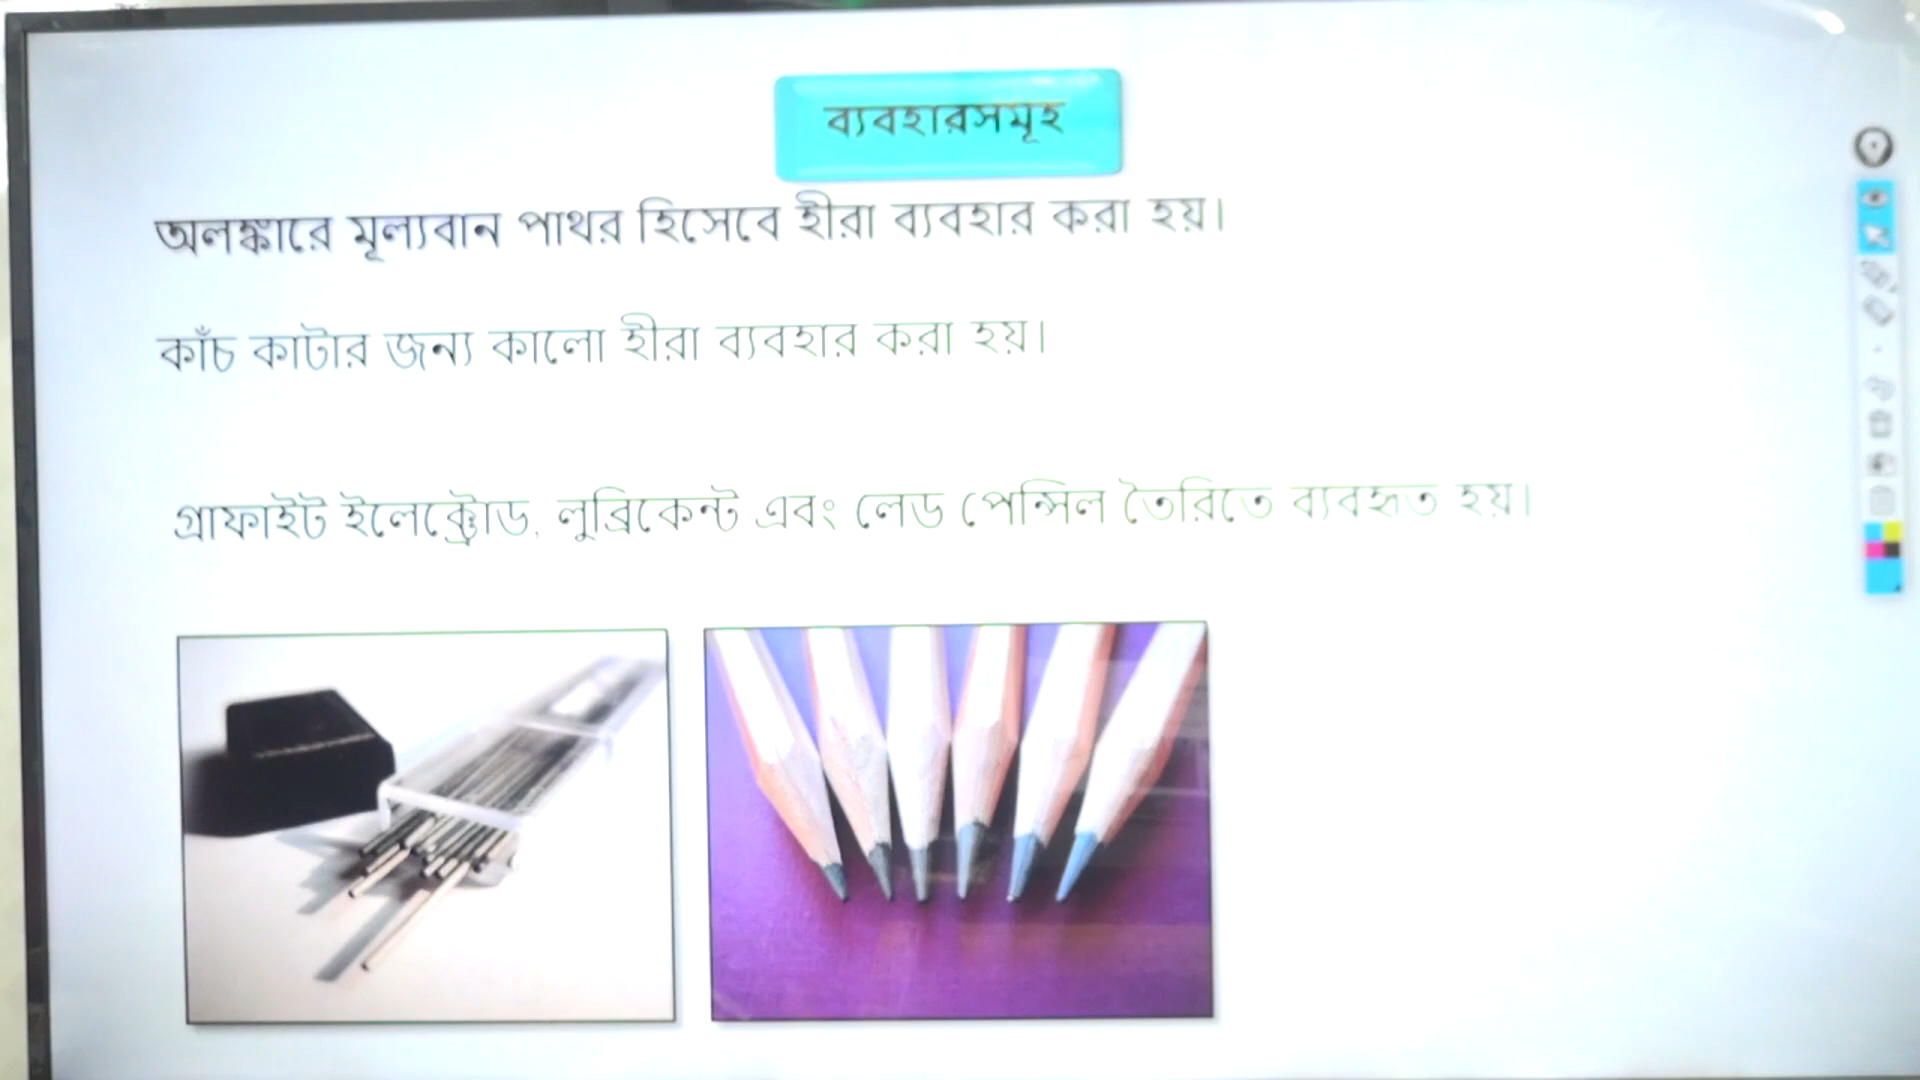 ব্যবহারসমূহ
অলঙ্কারে মূল্যবান পাথর হিসেবে হীরা ব্যবহার করা হয়।
কাঁচ কাটার জন্য কালো হীরা ব্যবহার করা হয়।
গ্রাফাইট ইলেক্ট্রোড, লুব্রিকেন্ট এবং লেড পেন্সিল তৈরিতে ব্যবহৃত হয়।